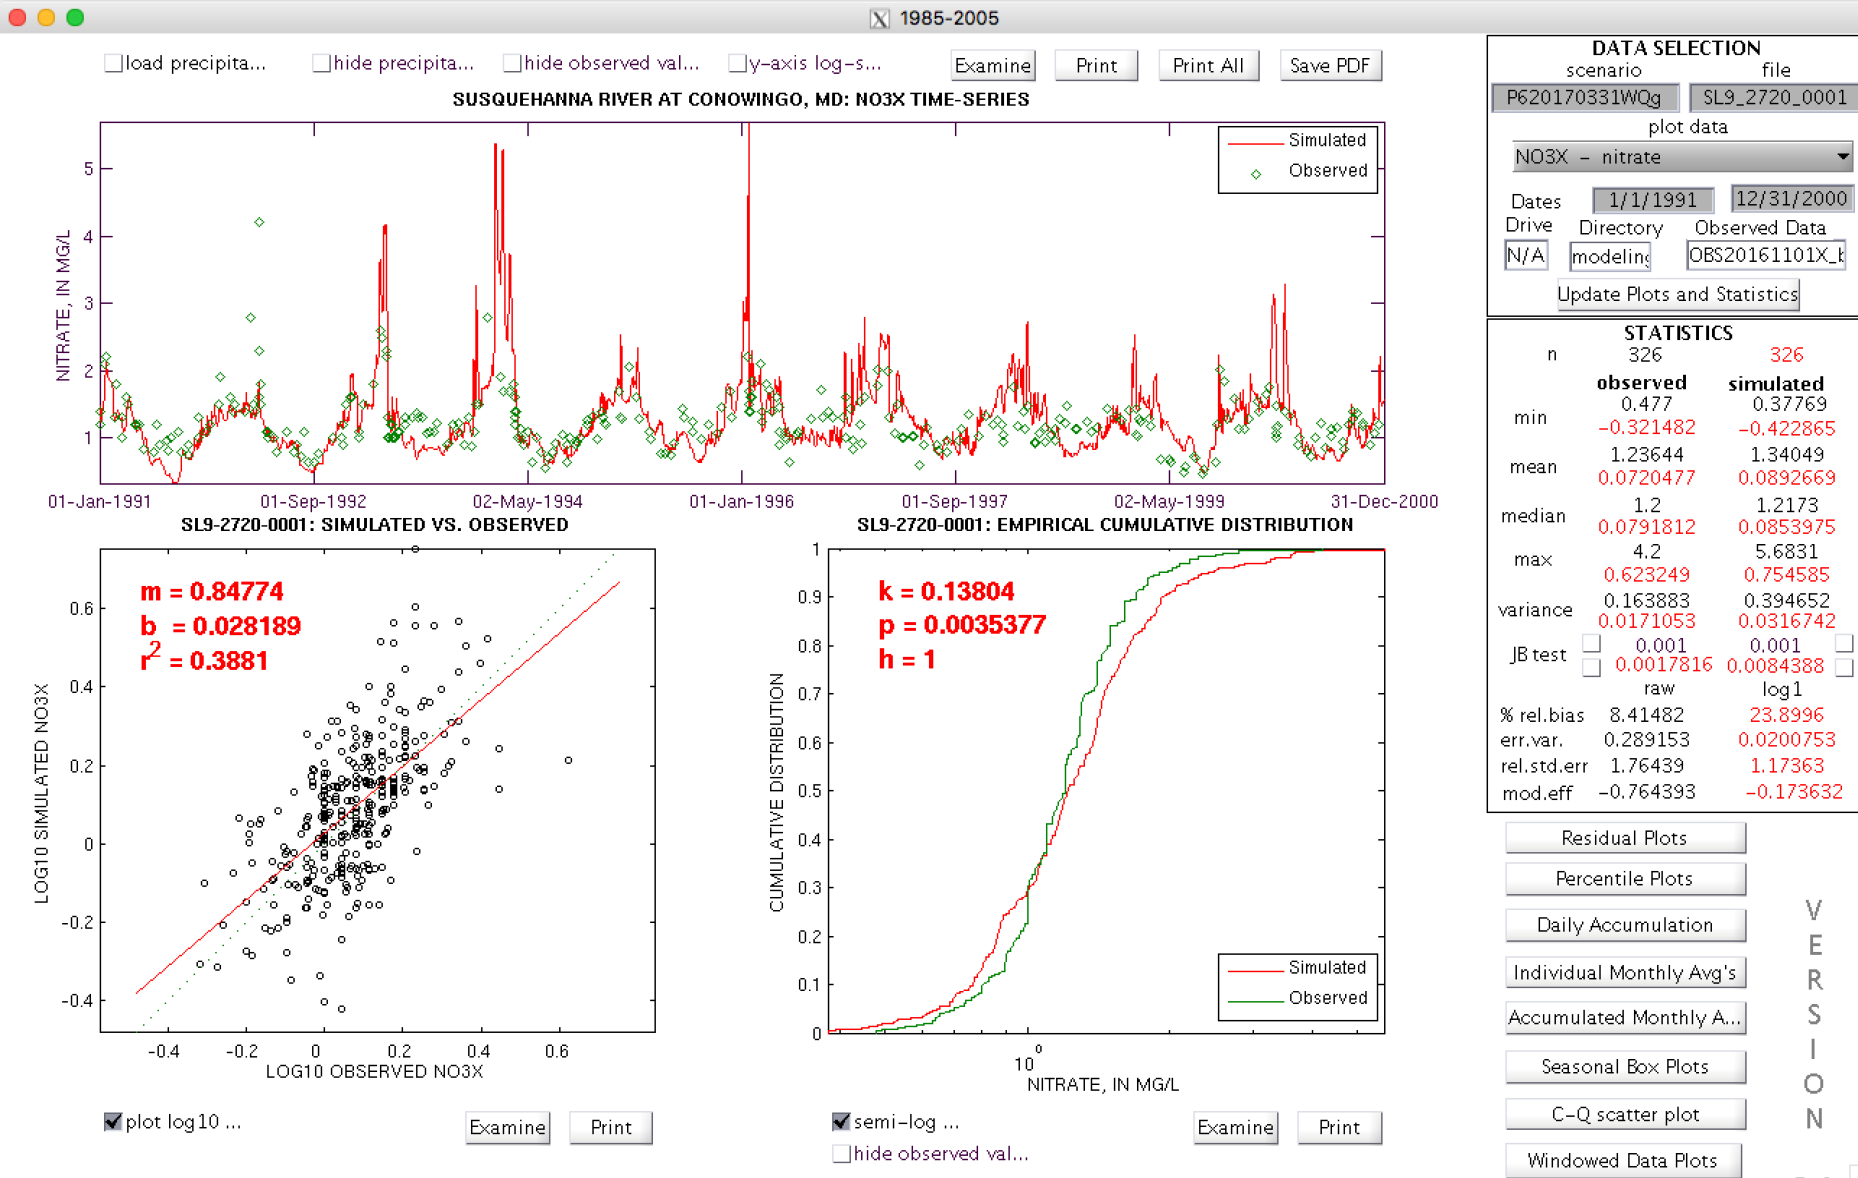 1985-2005
load precipita...
hide precipita...
hide observed val...
y-axis log-s...
Examine
Print
Print All
Save PDF
SUSQUEHANNA RIVER AT CONOWINGO, MD: NO3X TIME-SERIES
NITRATE, IN MG/L
5
4
3
2
1
Simulated
Observed
01-Jan-1991
01-Sep-1992
02-May-1994
01-Jan-1996
01-Sep-1997
02-May-1999
31-Dec-2000
SL9-2720-0001: SIMULATED VS. OBSERVED
m = 0.84774
b = 0.028189
r² = 0.3881
LOG10 SIMULATED NO3X
0.6
0.4
0.2
0
-0.2
-0.4
-0.4
-0.2
0
0.2
0.4
0.6
LOG10 OBSERVED NO3X
plot log10 ...
Examine
Print
SL9-2720-0001: EMPIRICAL CUMULATIVE DISTRIBUTION
k = 0.13804
p = 0.0035377
h = 1
CUMULATIVE DISTRIBUTION
1
0.9
0.8
0.7
0.6
0.5
0.4
0.3
0.2
0.1
0
Simulated
Observed
10⁰
NITRATE, IN MG/L
semi-log ...
hide observed val...
Examine
Print
DATA SELECTION
scenario file
P620170331WQg SL9_2720_0001
plot data
NO3X - nitrate
Dates 1/1/1991 12/31/2000
Drive Directory Observed Data
N/A modeling OBS20161101X_b
Update Plots and Statistics
STATISTICS
n 326 326
observed simulated
min 0.477 0.37769
-0.321482 -0.422865
mean 1.23644 1.34049
0.0720477 0.0892669
median 1.2 1.2173
0.0791812 0.0853975
max 4.2 5.6831
0.623249 0.754585
variance 0.163883 0.394652
0.0171053 0.0316742
JB test 0.001 0.001
0.0017816 0.0084388
raw log1
% rel.bias 8.41482 23.8996
err.var. 0.289153 0.0200753
rel.std.err 1.76439 1.17363
mod.eff -0.764393 -0.173632
Residual Plots
Percentile Plots
Daily Accumulation
Individual Monthly Avg's
Accumulated Monthly A...
Seasonal Box Plots
C-Q scatter plot
Windowed Data Plots
VERSION